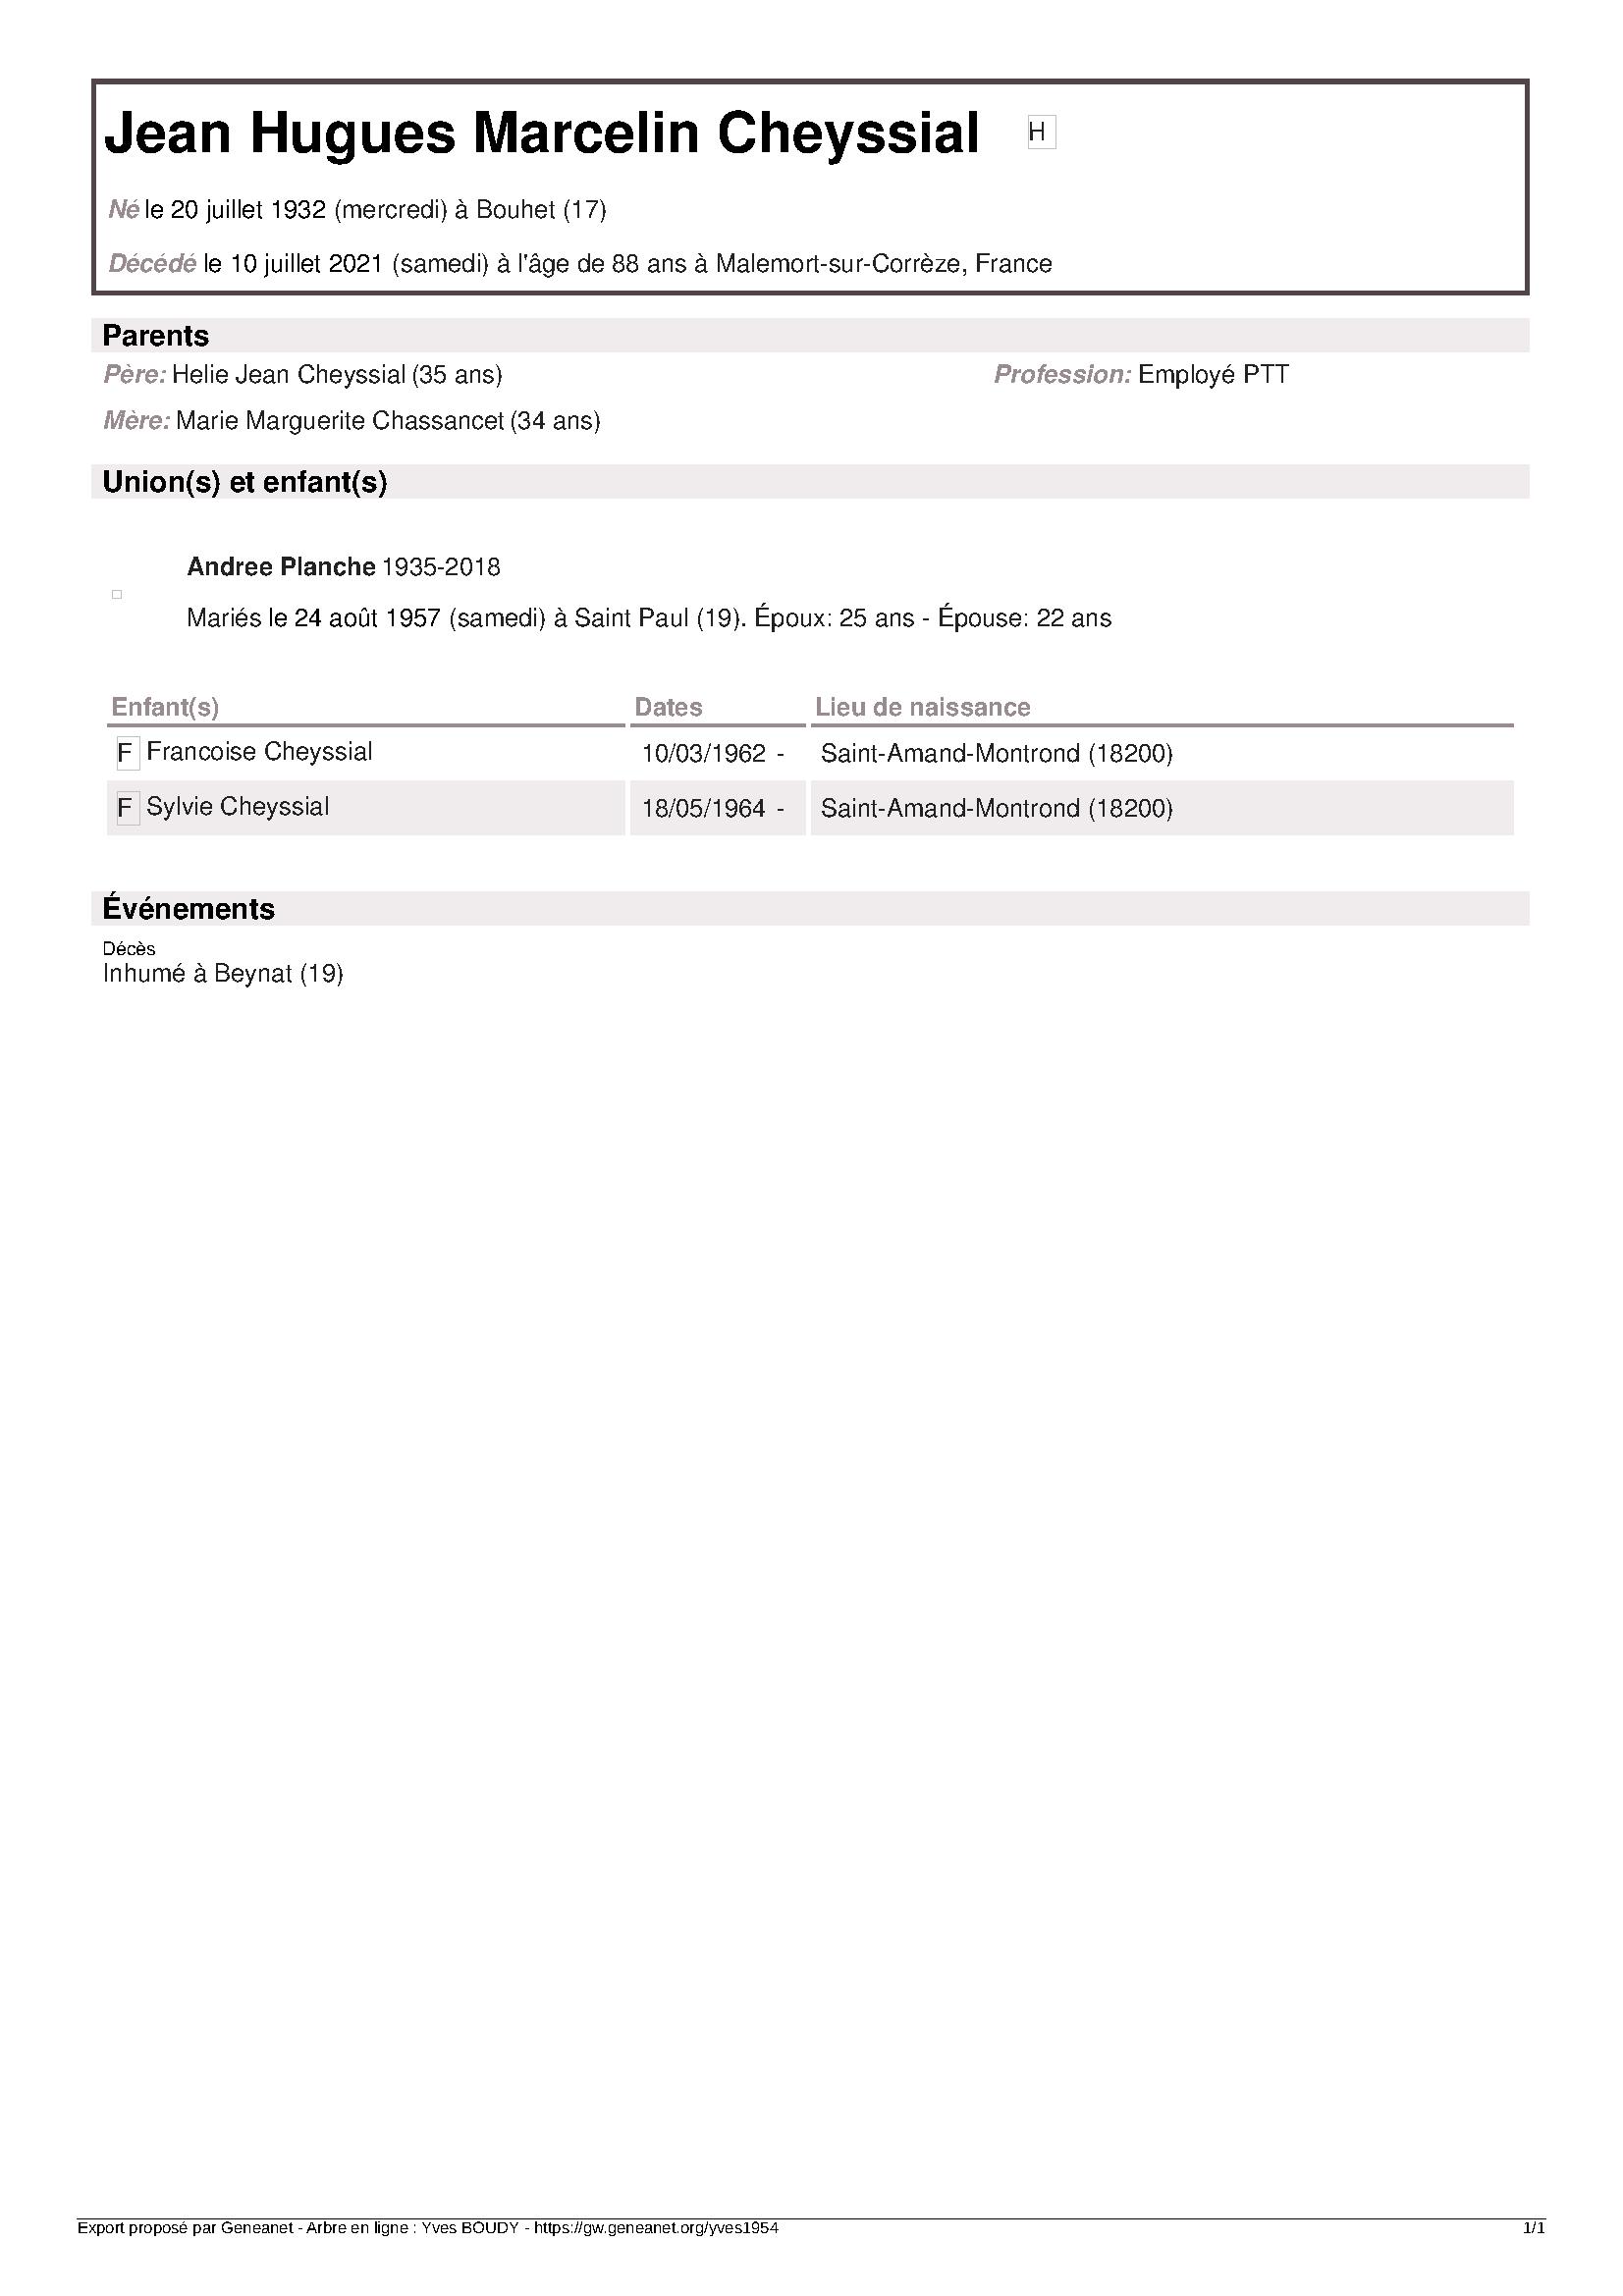 Jean Hugues Marcelin Cheyssial H
Né le 20 juillet 1932 (mercredi) à Bouhet (17)
Décédé le 10 juillet 2021 (samedi) à l'âge de 88 ans à Malemort-sur-Corrèze, France
Parents
Père: Helie Jean Cheyssial (35 ans) Profession: Employé PTT
Mère: Marie Marguerite Chassancet (34 ans)
Union(s) et enfant(s)
Andree Planche 1935-2018
Mariés le 24 août 1957 (samedi) à Saint Paul (19). Époux: 25 ans - Épouse: 22 ans
Enfant(s) Dates Lieu de naissance
F Francoise Cheyssial 10/03/1962 - Saint-Amand-Montrond (18200)
F Sylvie Cheyssial 18/05/1964 - Saint-Amand-Montrond (18200)
Événements
Décès
Inhumé à Beynat (19)
Export proposé par Geneanet - Arbre en ligne : Yves BOUDY - https://gw.geneanet.org/yves1954 1/1